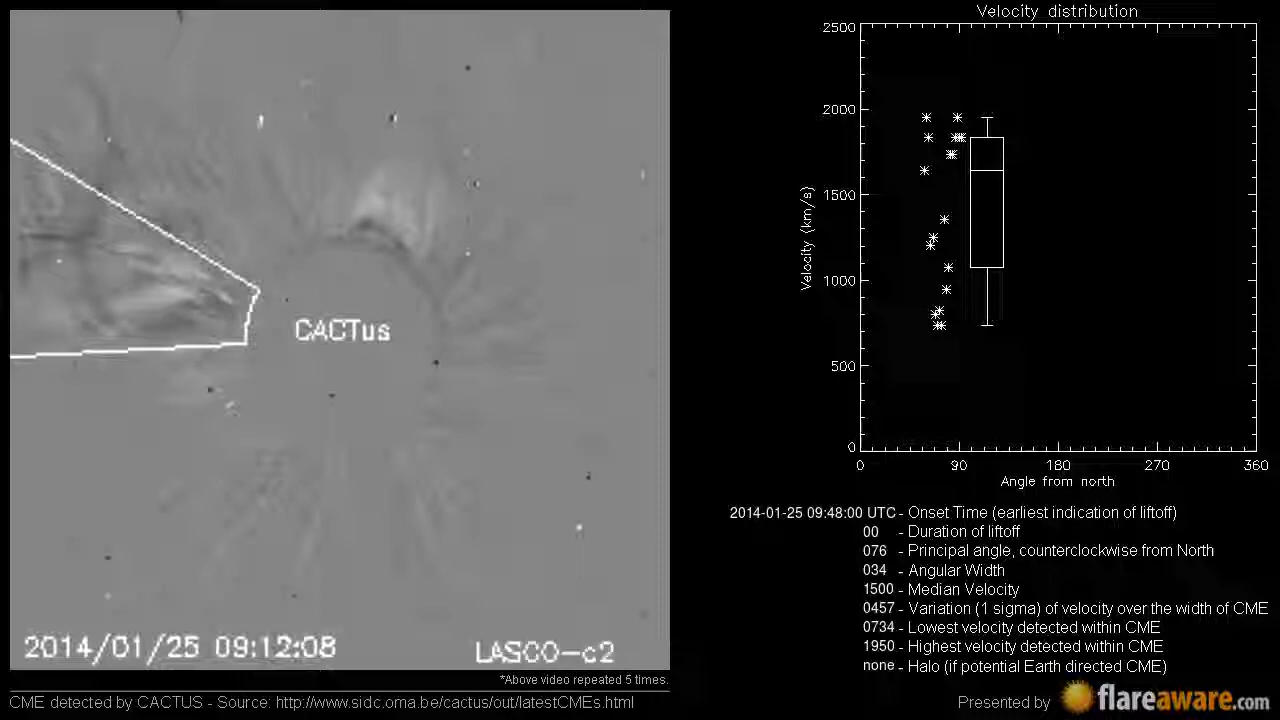 CACTus
2014/01/25 09:12:08
LASCO-c2
*Above video repeated 5 times.
CME detected by CACTUS - Source: http://www.sidc.oma.be/cactus/out/latestCMEs.html
Velocity distribution
2500
2000
1500
1000
500
0
Velocity (km/s)
0 90 180 270 360
Angle from north
2014-01-25 09:48:00 UTC - Onset Time (earliest indication of liftoff)
00 - Duration of liftoff
076 - Principal angle, counterclockwise from North
034 - Angular Width
1500 - Median Velocity
0457 - Variation (1 sigma) of velocity over the width of CME
0734 - Lowest velocity detected within CME
1950 - Highest velocity detected within CME
none - Halo (if potential Earth directed CME)
Presented by flareaware.com